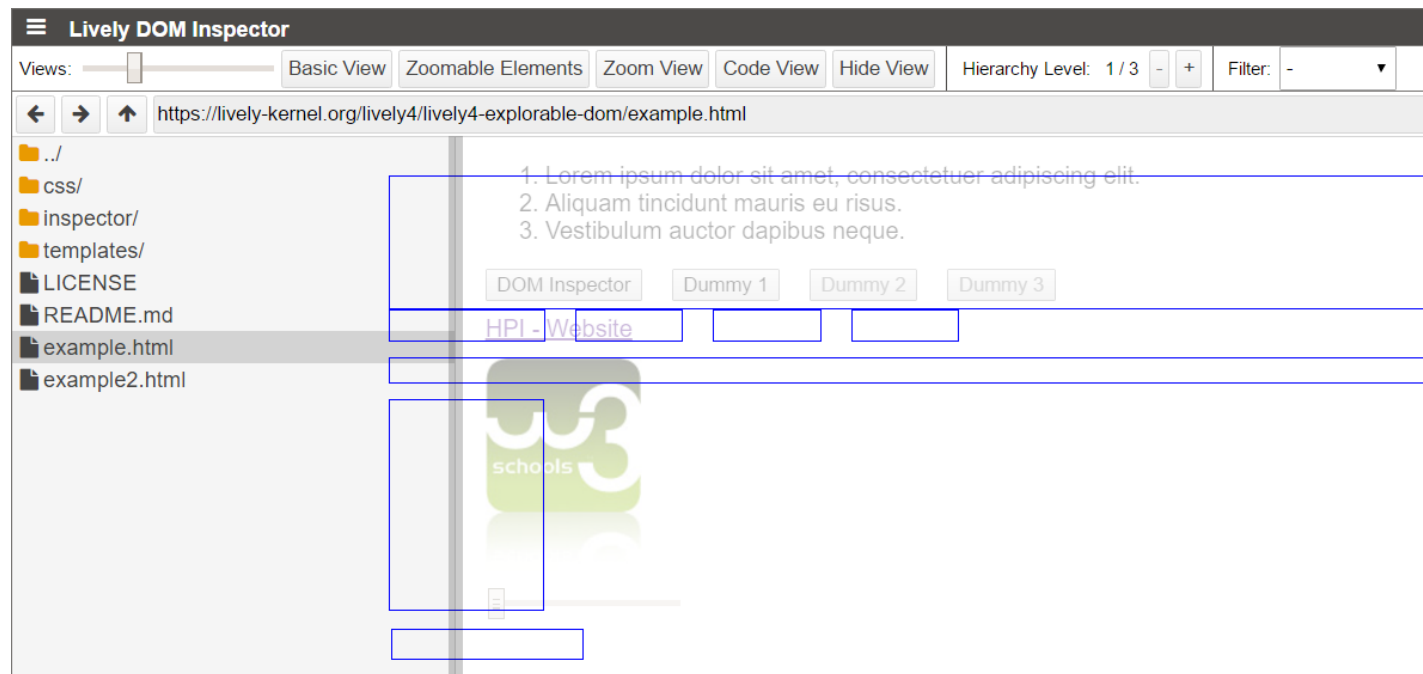 Lively DOM Inspector
Views: Basic View Zoomable Elements Zoom View Code View Hide View Hierarchy Level: 1 / 3 - + Filter: -
https://lively-kernel.org/lively4/lively4-explorable-dom/example.html
../
css/
inspector/
templates/
LICENSE
README.md
example.html
example2.html
1. Lorem ipsum dolor sit amet, consectetuer adipiscing elit.
2. Aliquam tincidunt mauris eu risus.
3. Vestibulum auctor dapibus neque.
DOM Inspector Dummy 1 Dummy 2 Dummy 3
HPI - Website
w3
schools